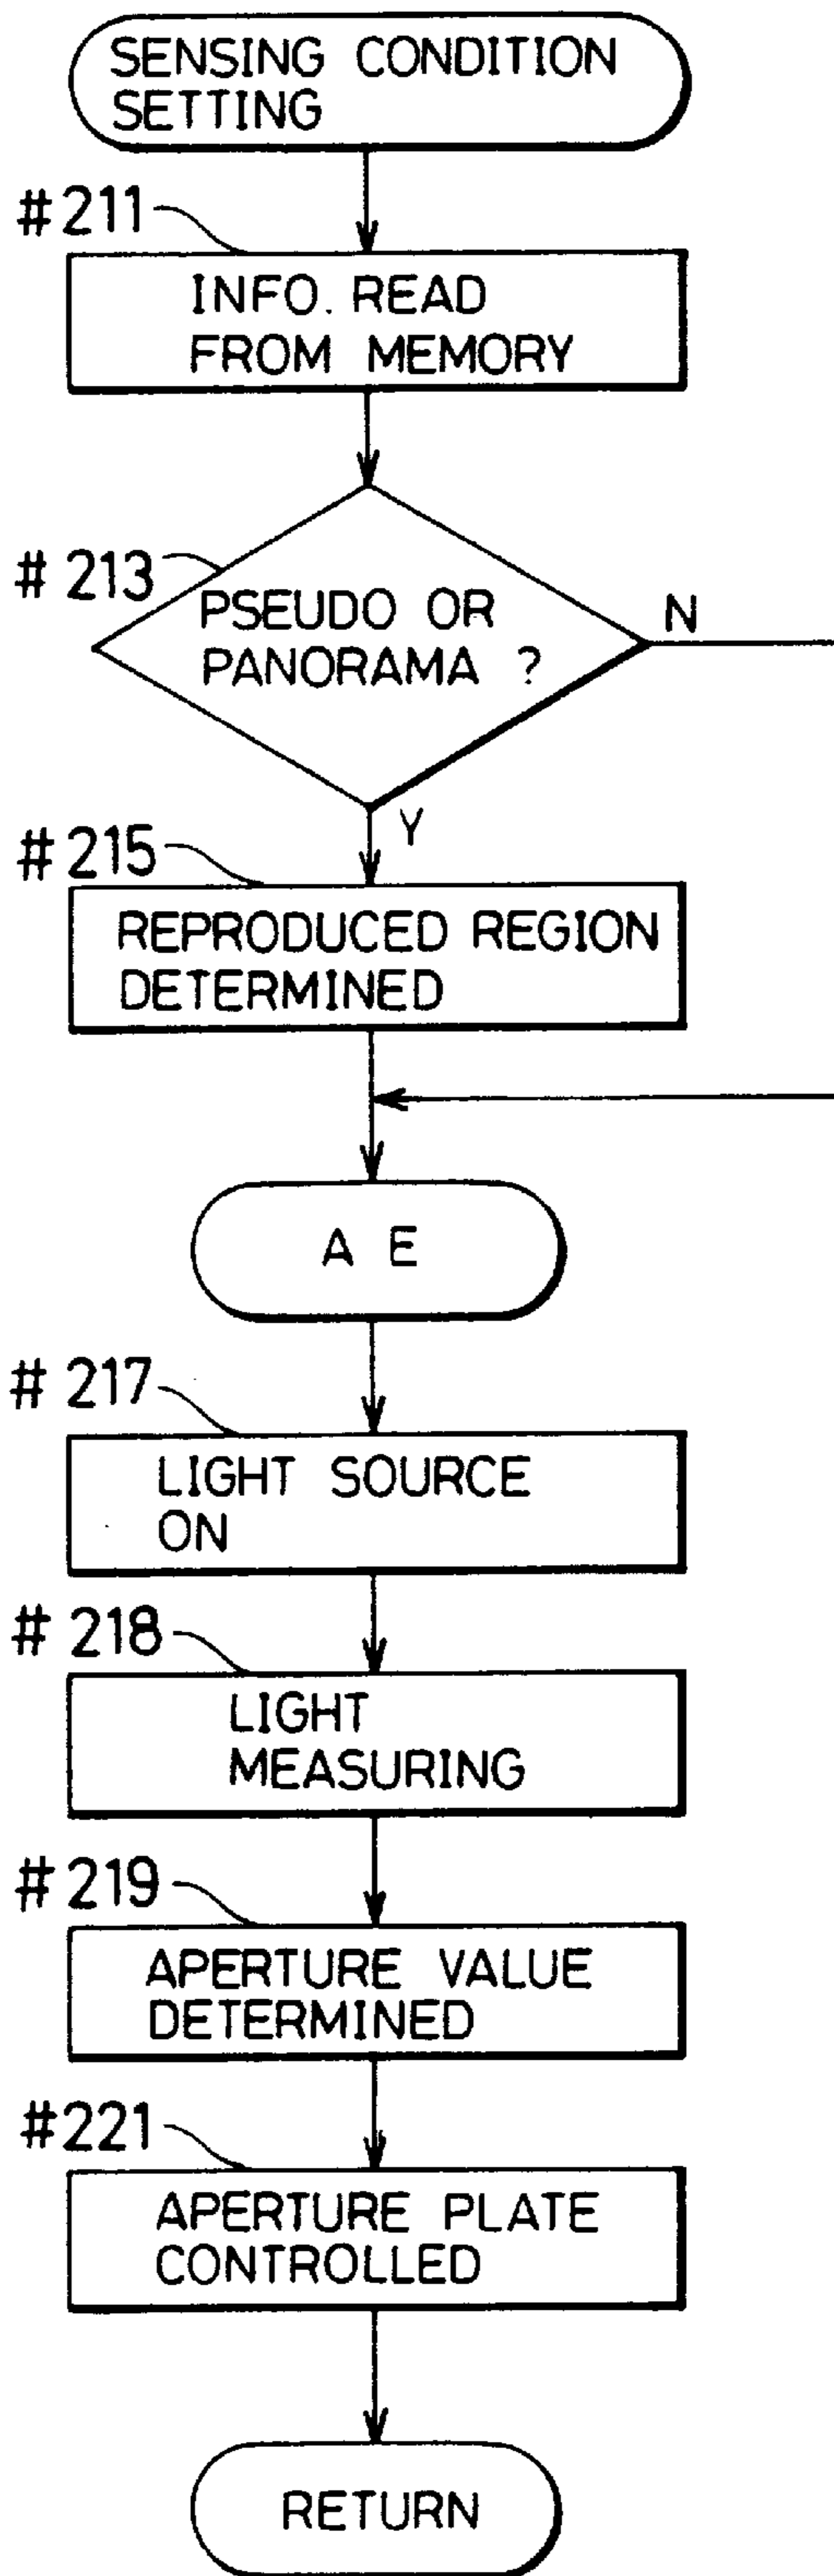 SENSING CONDITION
SETTING
#211
INFO. READ
FROM MEMORY
#213
PSEUDO OR
PANORAMA ?
N
Y
#215
REPRODUCED REGION
DETERMINED
A E
#217
LIGHT SOURCE
ON
#218
LIGHT
MEASURING
#219
APERTURE VALUE
DETERMINED
#221
APERTURE PLATE
CONTROLLED
RETURN